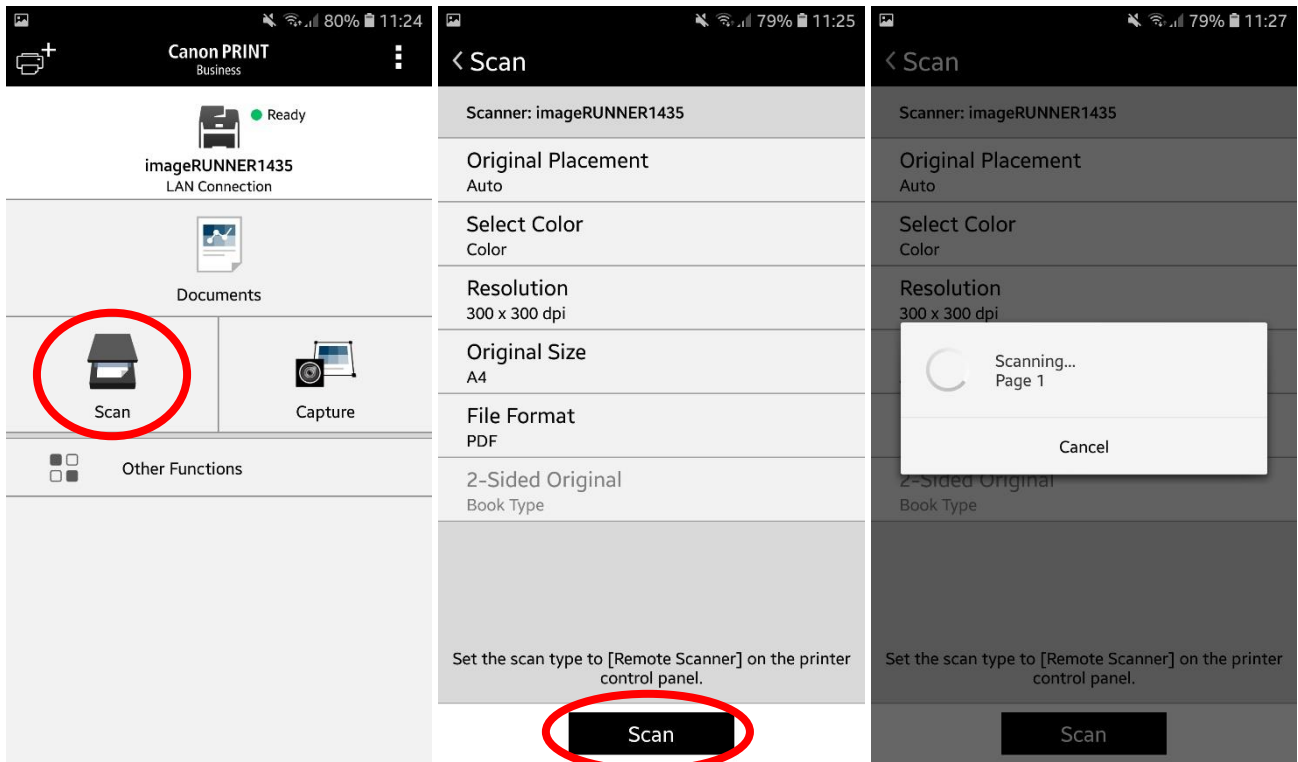 80% 11:24
Canon PRINT
Business
Ready
imageRUNNER1435
LAN Connection
Documents
Scan
Capture
Other Functions
79% 11:25
< Scan
Scanner: imageRUNNER1435
Original Placement
Auto
Select Color
Color
Resolution
300 x 300 dpi
Original Size
A4
File Format
PDF
2-Sided Original
Book Type
Set the scan type to [Remote Scanner] on the printer
control panel.
Scan
79% 11:27
< Scan
Scanner: imageRUNNER1435
Original Placement
Auto
Select Color
Color
Resolution
300 x 300 dpi
Scanning...
Page 1
Cancel
2-Sided Original
Book Type
Set the scan type to [Remote Scanner] on the printer
control panel.
Scan